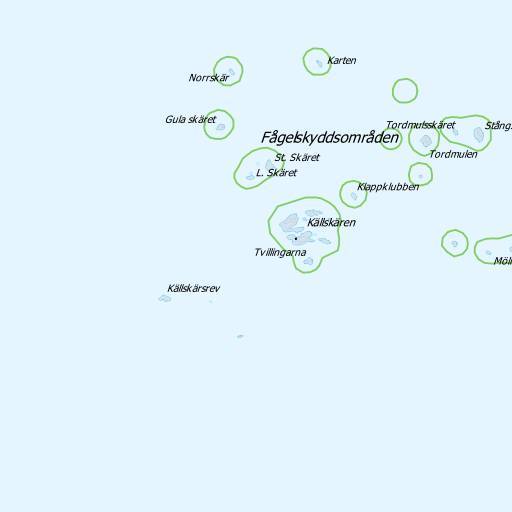 Karten
Norrskär
Gula skäret
Tordmulsskäret
Stångs
Fågelskyddsområden
Tordmulen
St. Skäret
L. Skäret
Klappklubben
Källskären
Tvillingarna
Källskärsrev